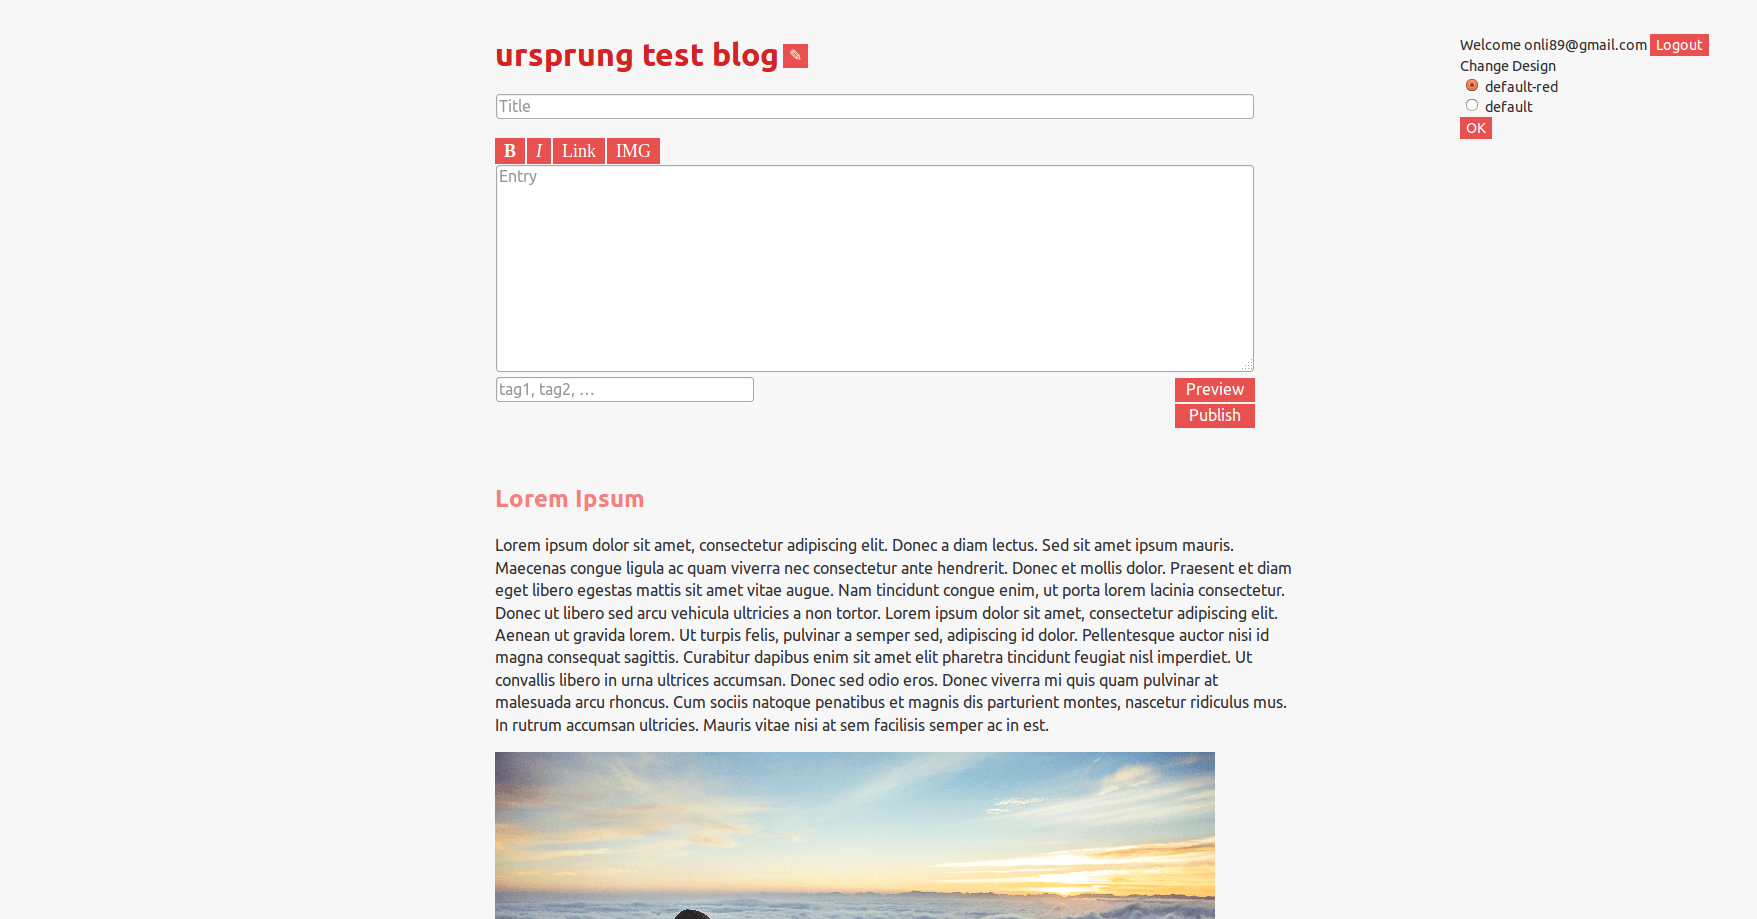 ursprung test blog ✎
Welcome onli89@gmail.com Logout
Change Design
default-red
default
OK
Title
B I Link IMG
Entry
tag1, tag2, …
Preview
Publish
Lorem Ipsum
Lorem ipsum dolor sit amet, consectetur adipiscing elit. Donec a diam lectus. Sed sit amet ipsum mauris.
Maecenas congue ligula ac quam viverra nec consectetur ante hendrerit. Donec et mollis dolor. Praesent et diam
eget libero egestas mattis sit amet vitae augue. Nam tincidunt congue enim, ut porta lorem lacinia consectetur.
Donec ut libero sed arcu vehicula ultricies a non tortor. Lorem ipsum dolor sit amet, consectetur adipiscing elit.
Aenean ut gravida lorem. Ut turpis felis, pulvinar a semper sed, adipiscing id dolor. Pellentesque auctor nisi id
magna consequat sagittis. Curabitur dapibus enim sit amet elit pharetra tincidunt feugiat nisl imperdiet. Ut
convallis libero in urna ultrices accumsan. Donec sed odio eros. Donec viverra mi quis quam pulvinar at
malesuada arcu rhoncus. Cum sociis natoque penatibus et magnis dis parturient montes, nascetur ridiculus mus.
In rutrum accumsan ultricies. Mauris vitae nisi at sem facilisis semper ac in est.